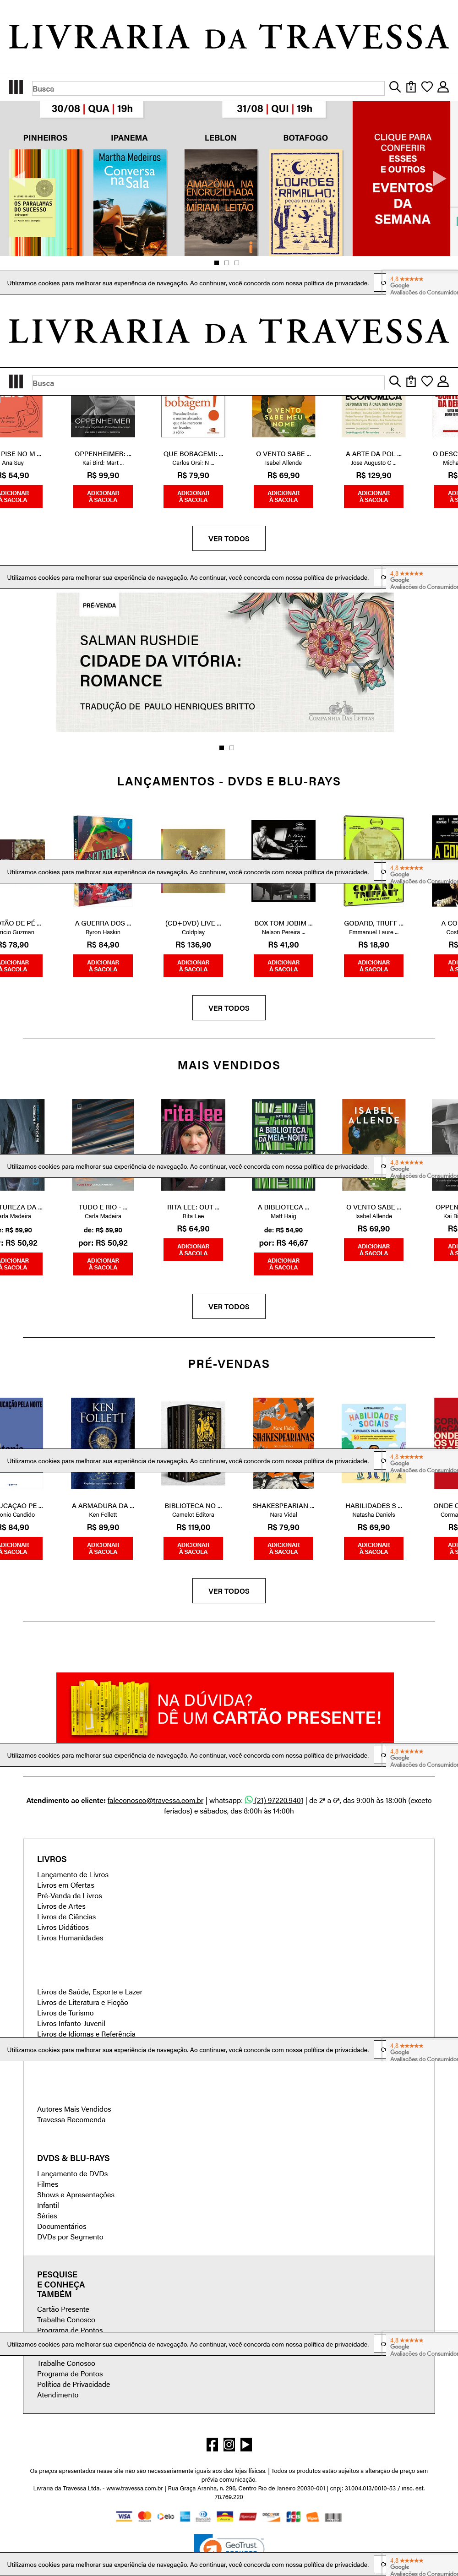 LIVRARIA DA TRAVESSA
Busca
30/08 | QUA | 19h
31/08 | QUI | 19h
PINHEIROS
IPANEMA
LEBLON
BOTAFOGO
OS PARALAMAS DO SUCESSO
Martha Medeiros
Conversa na Sala
AMAZÔNIA NA ENCRUZILHADA
MÍRIAM LEITÃO
LOURDES RAMALHO:
peças reunidas
CLIQUE PARA
CONFERIR
ESSES
E OUTROS
EVENTOS
DA
SEMANA
Utilizamos cookies para melhorar sua experiência de navegação. Ao continuar, você concorda com nossa política de privacidade.
4.8 ★★★★★
Google
Avaliações do Consumidor
LIVRARIA DA TRAVESSA
Busca
OPPENHEIMER
bobagem!
O VENTO SABE MEU NOME
ECONÔMICA
PISE NO M ...
OPPENHEIMER: ...
QUE BOBAGEM!: ...
O VENTO SABE ...
A ARTE DA POL ...
O DESC
Ana Suy
Kai Bird; Mart ...
Carlos Orsi; N ...
Isabel Allende
Jose Augusto C ...
Micha
R$ 54,90
R$ 99,90
R$ 79,90
R$ 69,90
R$ 129,90
R$
ADICIONAR À SACOLA
ADICIONAR À SACOLA
ADICIONAR À SACOLA
ADICIONAR À SACOLA
ADICIONAR À SACOLA
VER TODOS
Utilizamos cookies para melhorar sua experiência de navegação. Ao continuar, você concorda com nossa política de privacidade.
4.8 ★★★★★
Google
Avaliações do Consumidor
PRÉ-VENDA
SALMAN RUSHDIE
CIDADE DA VITÓRIA:
ROMANCE
TRADUÇÃO DE PAULO HENRIQUES BRITTO
COMPANHIA DAS LETRAS
LANÇAMENTOS - DVDS E BLU-RAYS
GODARD TRUFFAUT
Utilizamos cookies para melhorar sua experiência de navegação. Ao continuar, você concorda com nossa política de privacidade.
4.8 ★★★★★
Google
Avaliações do Consumidor
TÃO DE PÉ ...
A GUERRA DOS ...
(CD+DVD) LIVE ...
BOX TOM JOBIM ...
GODARD, TRUFF ...
A CO
ricio Guzman
Byron Haskin
Coldplay
Nelson Pereira ...
Emmanuel Laure ...
Cost
R$ 78,90
R$ 84,90
R$ 136,90
R$ 41,90
R$ 18,90
R$
ADICIONAR À SACOLA
ADICIONAR À SACOLA
ADICIONAR À SACOLA
ADICIONAR À SACOLA
ADICIONAR À SACOLA
VER TODOS
MAIS VENDIDOS
rita lee
A BIBLIOTECA DA MEIA-NOITE
ISABEL ALLENDE
Utilizamos cookies para melhorar sua experiência de navegação. Ao continuar, você concorda com nossa política de privacidade.
4.8 ★★★★★
Google
Avaliações do Consumidor
TUREZA DA ...
TUDO E RIO - ...
RITA LEE: OUT ...
A BIBLIOTECA ...
O VENTO SABE ...
OPPEN
arla Madeira
Carla Madeira
Rita Lee
Matt Haig
Isabel Allende
Kai Bi
R$ 59,90
de: R$ 59,90
R$ 64,90
de: R$ 54,90
R$ 69,90
R$
R$ 50,92
por: R$ 50,92
por: R$ 46,67
ADICIONAR À SACOLA
ADICIONAR À SACOLA
ADICIONAR À SACOLA
ADICIONAR À SACOLA
ADICIONAR À SACOLA
VER TODOS
PRÉ-VENDAS
KEN FOLLETT
SHAKESPEARIANAS
HABILIDADES SOCIAIS
Utilizamos cookies para melhorar sua experiência de navegação. Ao continuar, você concorda com nossa política de privacidade.
4.8 ★★★★★
Google
Avaliações do Consumidor
UCAÇAO PE ...
A ARMADURA DA ...
BIBLIOTECA NO ...
SHAKESPEARIAN ...
HABILIDADES S ...
ONDE O
onio Candido
Ken Follett
Camelot Editora
Nara Vidal
Natasha Daniels
Corma
R$ 84,90
R$ 89,90
R$ 119,00
R$ 79,90
R$ 69,90
R$
ADICIONAR À SACOLA
ADICIONAR À SACOLA
ADICIONAR À SACOLA
ADICIONAR À SACOLA
ADICIONAR À SACOLA
VER TODOS
NA DÚVIDA?
DÊ UM CARTÃO PRESENTE!
Utilizamos cookies para melhorar sua experiência de navegação. Ao continuar, você concorda com nossa política de privacidade.
4.8 ★★★★★
Google
Avaliações do Consumidor
Atendimento ao cliente: faleconosco@travessa.com.br | whatsapp: (21) 97220.9401 | de 2ª a 6ª, das 9:00h às 18:00h (exceto
feriados) e sábados, das 8:00h às 14:00h
LIVROS
Lançamento de Livros
Livros em Ofertas
Pré-Venda de Livros
Livros de Artes
Livros de Ciências
Livros Didáticos
Livros Humanidades
Livros de Saúde, Esporte e Lazer
Livros de Literatura e Ficção
Livros de Turismo
Livros Infanto-Juvenil
Livros de Idiomas e Referência
Utilizamos cookies para melhorar sua experiência de navegação. Ao continuar, você concorda com nossa política de privacidade.
4.8 ★★★★★
Google
Avaliações do Consumidor
Autores Mais Vendidos
Travessa Recomenda
DVDS & BLU-RAYS
Lançamento de DVDs
Filmes
Shows e Apresentações
Infantil
Séries
Documentários
DVDs por Segmento
PESQUISE
E CONHEÇA
TAMBÉM
Cartão Presente
Trabalhe Conosco
Programa de Pontos
Utilizamos cookies para melhorar sua experiência de navegação. Ao continuar, você concorda com nossa política de privacidade.
4.8 ★★★★★
Google
Avaliações do Consumidor
Trabalhe Conosco
Programa de Pontos
Política de Privacidade
Atendimento
Os preços apresentados nesse site não são necessariamente iguais aos das lojas físicas. | Todos os produtos estão sujeitos a alteração de preço sem
prévia comunicação.
Livraria da Travessa Ltda. - www.travessa.com.br | Rua Graça Aranha, n. 296, Centro Rio de Janeiro 20030-001 | cnpj: 31.004.013/0010-53 / insc. est.
78.769.220
VISA
elo
GeoTrust
Utilizamos cookies para melhorar sua experiência de navegação. Ao continuar, você concorda com nossa política de privacidade.
4.8 ★★★★★
Google
Avaliações do Consumidor